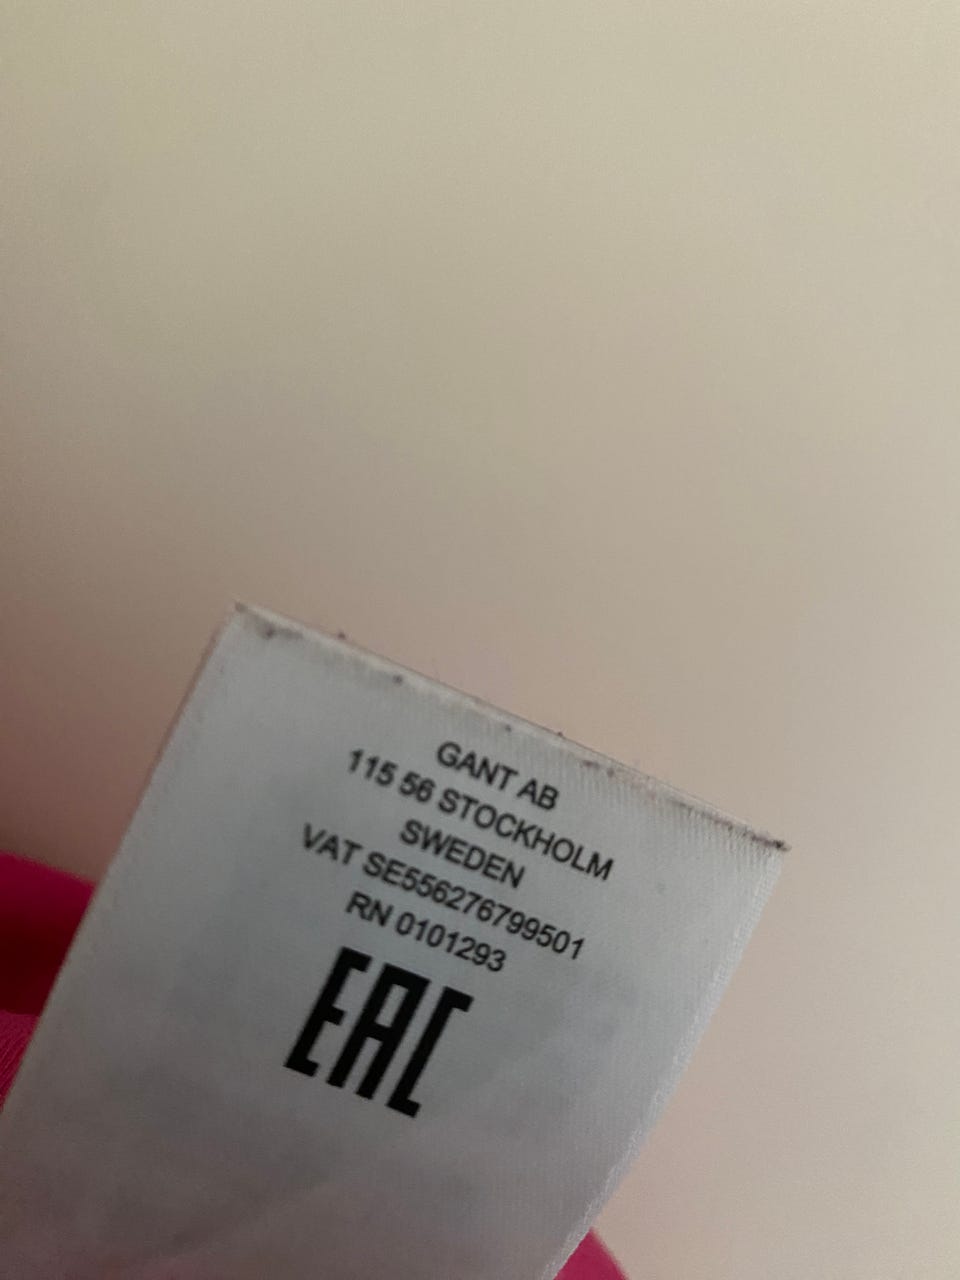 GANT AB
115 56 STOCKHOLM
SWEDEN
VAT SE556276799501
RN 0101293
EAC